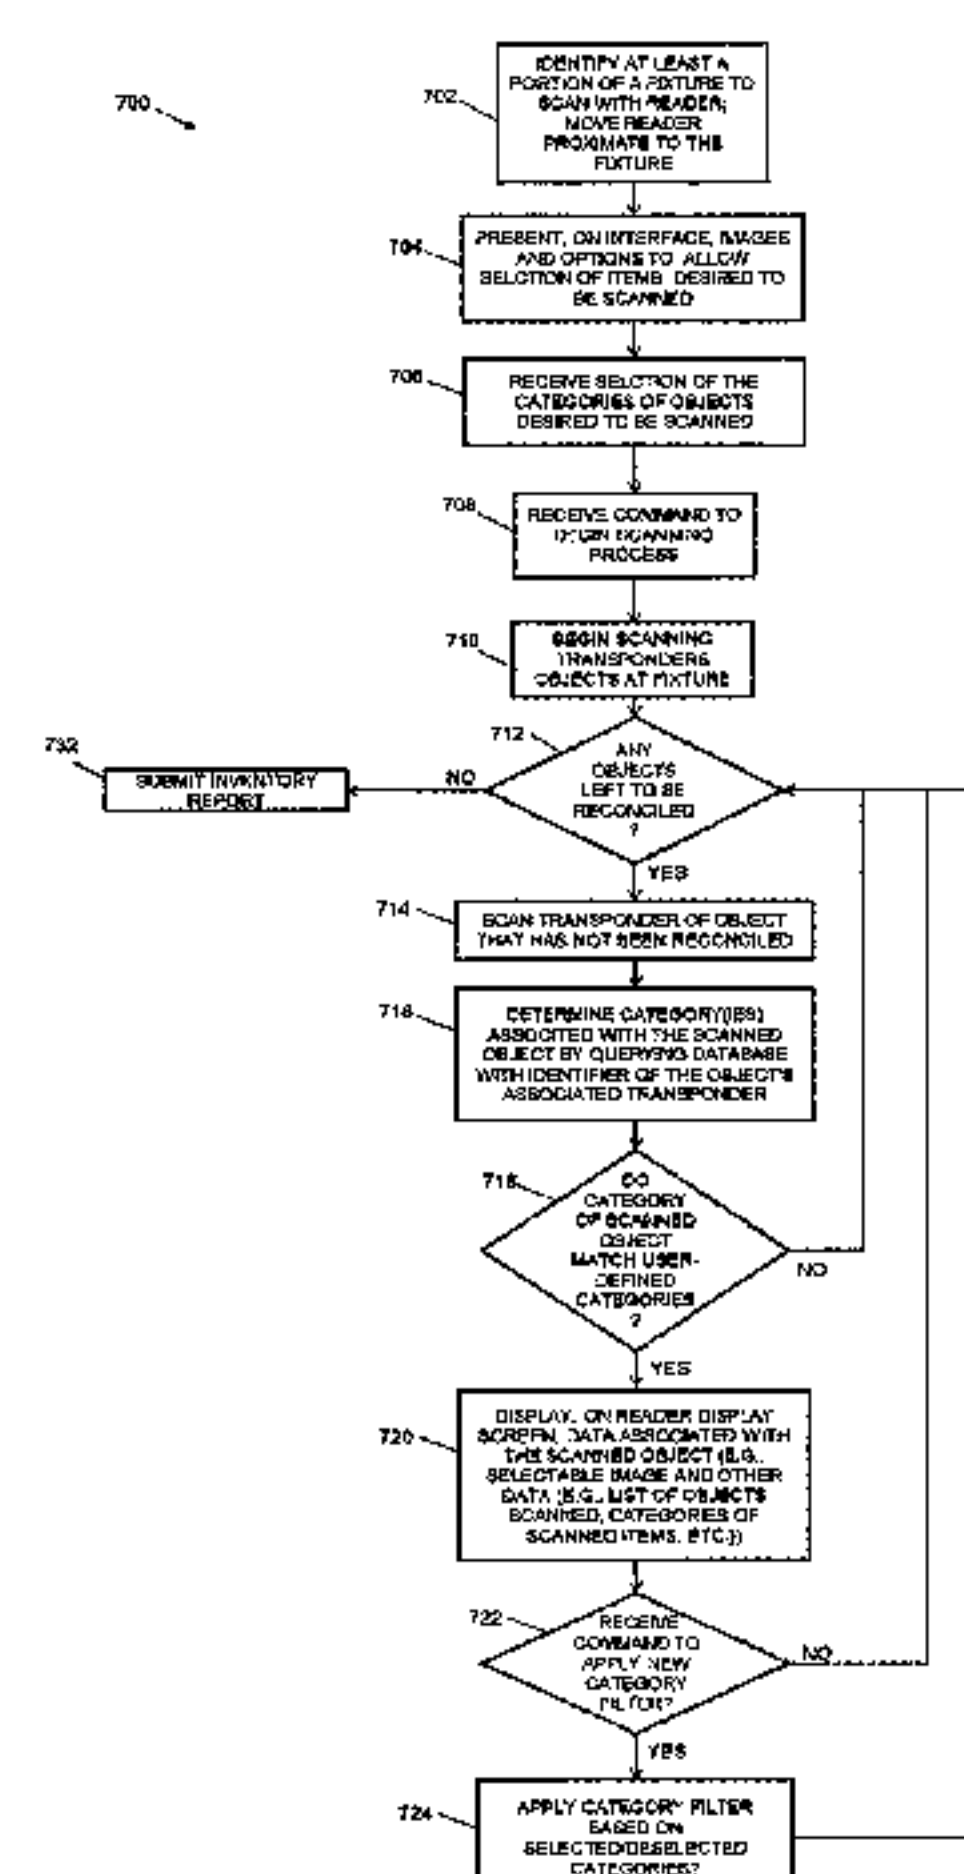 700
702
IDENTIFY AT LEAST A
PORTION OF A FIXTURE TO
SCAN WITH READER;
MOVE READER
PROXIMATE TO THE
FIXTURE
704
PRESENT, ON INTERFACE, IMAGES
AND OPTIONS TO ALLOW
SELCTION OF ITEMS DESIRED TO
BE SCANNED
706
RECEIVE SELCTION OF THE
CATEGORIES OF OBJECTS
DESIRED TO BE SCANNED
708
RECEIVE COMMAND TO
BEGIN SCANNING
PROCESS
710
BEGIN SCANNING
TRANSPONDERS
OBJECTS AT FIXTURE
712
ANY
OBJECTS
LEFT TO BE
RECONCILED
?
NO
732
SUBMIT INVENTORY
REPORT
YES
714
SCAN TRANSPONDER OF OBJECT
THAT HAS NOT BEEN RECONCILED
716
DETERMINE CATEGORY(IES)
ASSOCITED WITH THE SCANNED
OBJECT BY QUERYING DATABASE
WITH IDENTIFIER OF THE OBJECT'S
ASSOCIATED TRANSPONDER
718
DO
CATEGORY
OF SCANNED
OBJECT
MATCH USER-
DEFINED
CATEGORIES
?
NO
YES
720
DISPLAY, ON READER DISPLAY
SCREEN, DATA ASSOCIATED WITH
THE SCANNED OBJECT (E.G.,
SELECTABLE IMAGE AND OTHER
DATA (E.G., LIST OF OBJECTS
SCANNED, CATEGORIES OF
SCANNED ITEMS, ETC.))
722
RECEIVE
COMMAND TO
APPLY NEW
CATEGORY
FILTOR?
NO
YES
724
APPLY CATEGORY FILTER
BASED ON
SELECTED/DESELECTED
CATEGORIES?